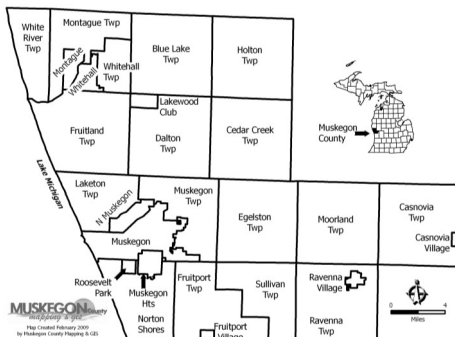 White
River
Twp
Montague Twp
Montague
Whitehall
Whitehall
Twp
Blue Lake
Twp
Holton
Twp
Muskegon
County
Lakewood
Club
Fruitland
Twp
Dalton
Twp
Cedar Creek
Twp
Lake Michigan
Laketon
Twp
N Muskegon
Muskegon
Twp
Muskegon
Egelston
Twp
Moorland
Twp
Casnovia
Twp
Casnovia
Village
Roosevelt
Park
Muskegon
Hts
Norton
Shores
Fruitport
Twp
Fruitport
Village
Sullivan
Twp
Ravenna
Village
Ravenna
Twp
0 4
Miles
MUSKEGON County
mapping & gis
Map Created February 2009
by Muskegon County Mapping & GIS